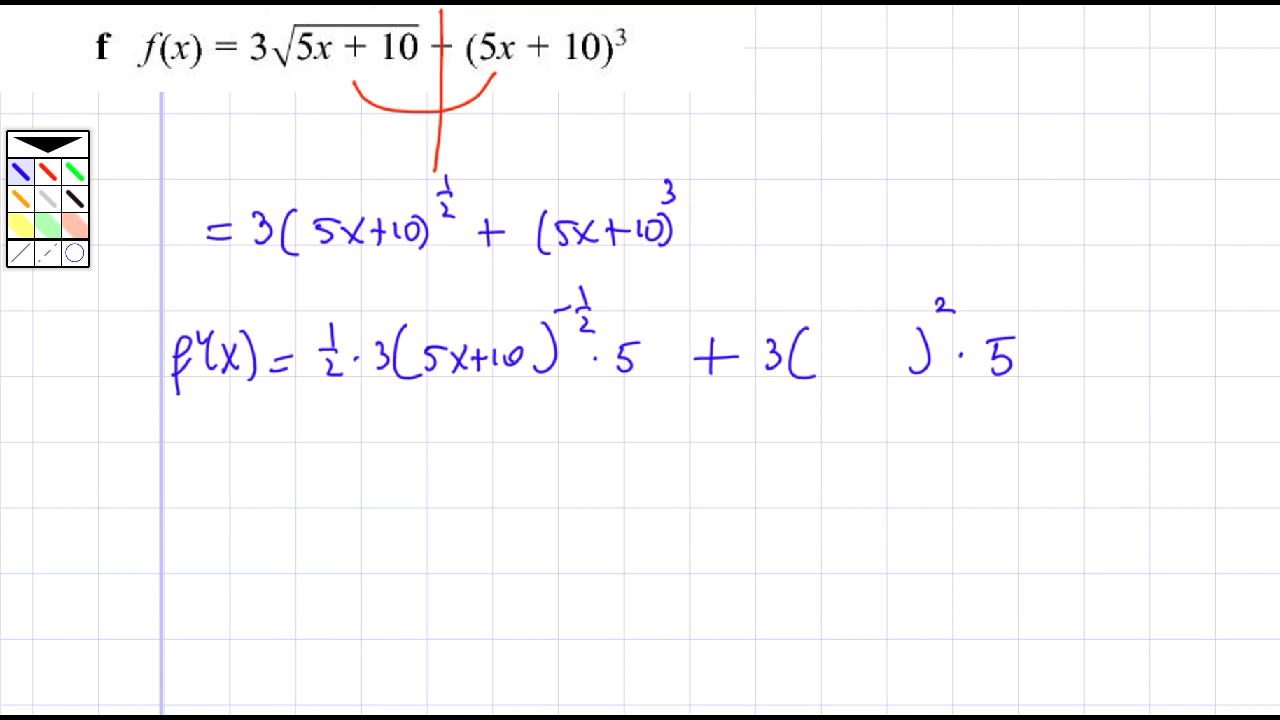 f f(x) = 3√(5x + 10) + (5x + 10)³
= 3(5x+10)^½ + (5x+10)³
f'(x) = ½ · 3(5x+10)^-½ · 5 + 3( )² · 5